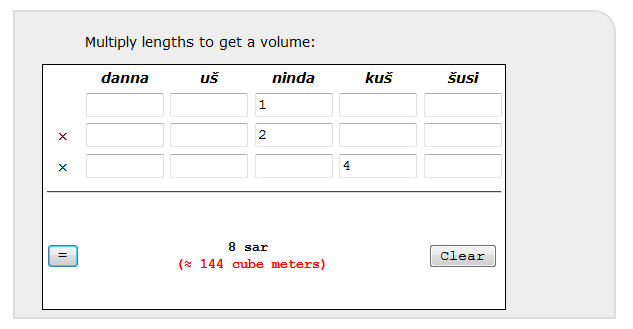 Multiply lengths to get a volume:
danna uš ninda kuš šusi
1
× 2
× 4
8 sar
(≈ 144 cube meters)
= Clear